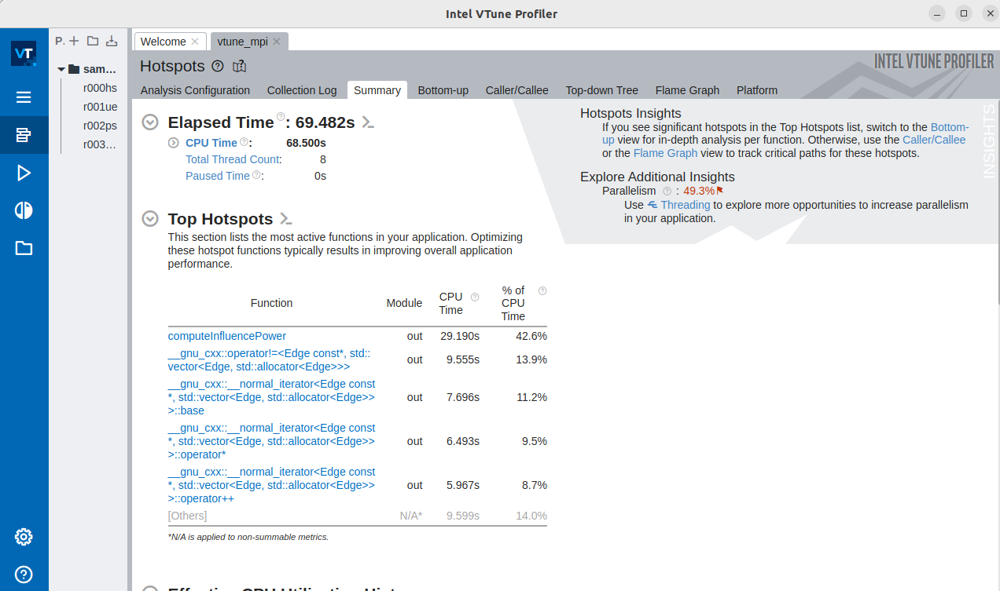 Intel VTune Profiler
VT
P.
Welcome
vtune_mpi
sam...
r000hs
r001ue
r002ps
r003...
Hotspots
INTEL VTUNE PROFILER
Analysis Configuration Collection Log Summary Bottom-up Caller/Callee Top-down Tree Flame Graph Platform
Elapsed Time: 69.482s
CPU Time: 68.500s
Total Thread Count: 8
Paused Time: 0s
Top Hotspots
This section lists the most active functions in your application. Optimizing
these hotspot functions typically results in improving overall application
performance.
Function Module CPU Time % of CPU Time
computeInfluencePower out 29.190s 42.6%
__gnu_cxx::operator!=<Edge const*, std::
vector<Edge, std::allocator<Edge>>> out 9.555s 13.9%
__gnu_cxx::__normal_iterator<Edge const
*, std::vector<Edge, std::allocator<Edge>> out 7.696s 11.2%
>::base
__gnu_cxx::__normal_iterator<Edge const
*, std::vector<Edge, std::allocator<Edge>> out 6.493s 9.5%
>::operator*
__gnu_cxx::__normal_iterator<Edge const
*, std::vector<Edge, std::allocator<Edge>> out 5.967s 8.7%
>::operator++
[Others] N/A* 9.599s 14.0%
*N/A is applied to non-summable metrics.
Hotspots Insights
If you see significant hotspots in the Top Hotspots list, switch to the Bottom-
up view for in-depth analysis per function. Otherwise, use the Caller/Callee
or the Flame Graph view to track critical paths for these hotspots.
Explore Additional Insights
Parallelism : 49.3%
Use Threading to explore more opportunities to increase parallelism
in your application.
INSIGHTS